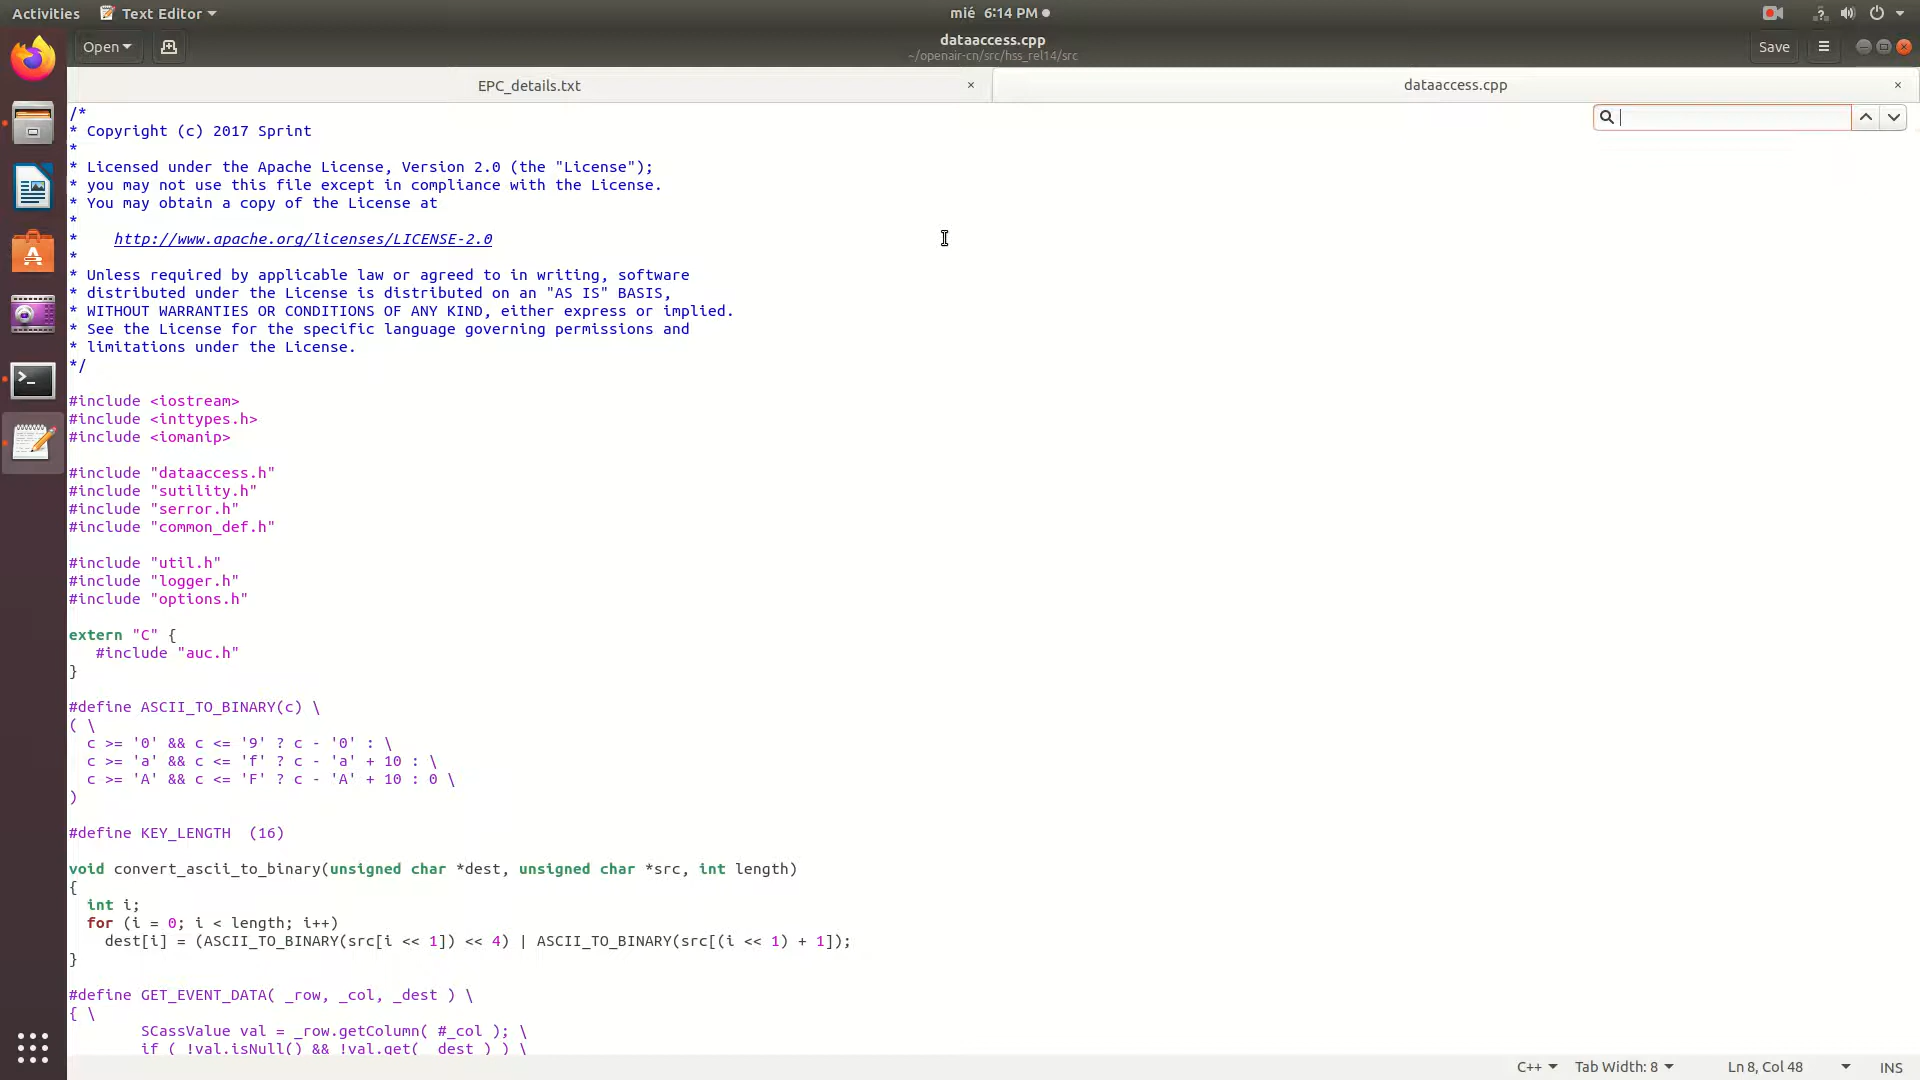 Activities
Text Editor
mié 6:14 PM
Open
dataaccess.cpp
~/openair-cn/src/hss_rel14/src
Save
EPC_details.txt
dataaccess.cpp
/*
* Copyright (c) 2017 Sprint
*
* Licensed under the Apache License, Version 2.0 (the "License");
* you may not use this file except in compliance with the License.
* You may obtain a copy of the License at
*
*    http://www.apache.org/licenses/LICENSE-2.0
*
* Unless required by applicable law or agreed to in writing, software
* distributed under the License is distributed on an "AS IS" BASIS,
* WITHOUT WARRANTIES OR CONDITIONS OF ANY KIND, either express or implied.
* See the License for the specific language governing permissions and
* limitations under the License.
*/
#include <iostream>
#include <inttypes.h>
#include <iomanip>
#include "dataaccess.h"
#include "sutility.h"
#include "serror.h"
#include "common_def.h"
#include "util.h"
#include "logger.h"
#include "options.h"
extern "C" {
   #include "auc.h"
}
#define ASCII_TO_BINARY(c) \
( \
  c >= '0' && c <= '9' ? c - '0' : \
  c >= 'a' && c <= 'f' ? c - 'a' + 10 : \
  c >= 'A' && c <= 'F' ? c - 'A' + 10 : 0 \
)
#define KEY_LENGTH  (16)
void convert_ascii_to_binary(unsigned char *dest, unsigned char *src, int length)
{
  int i;
  for (i = 0; i < length; i++)
    dest[i] = (ASCII_TO_BINARY(src[i << 1]) << 4) | ASCII_TO_BINARY(src[(i << 1) + 1]);
}
#define GET_EVENT_DATA( _row, _col, _dest ) \
{ \
        SCassValue val = _row.getColumn( #_col ); \
        if ( !val.isNull() && !val.get( _dest ) ) \
C++
Tab Width: 8
Ln 8, Col 48
INS